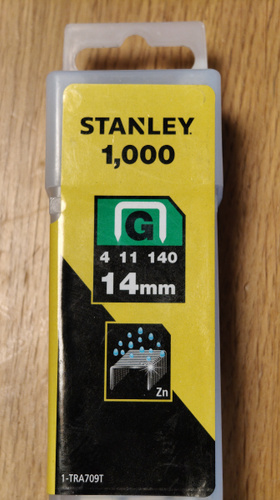 STANLEY
1,000
G
4 11 140
14mm
Zn
1-TRA709T